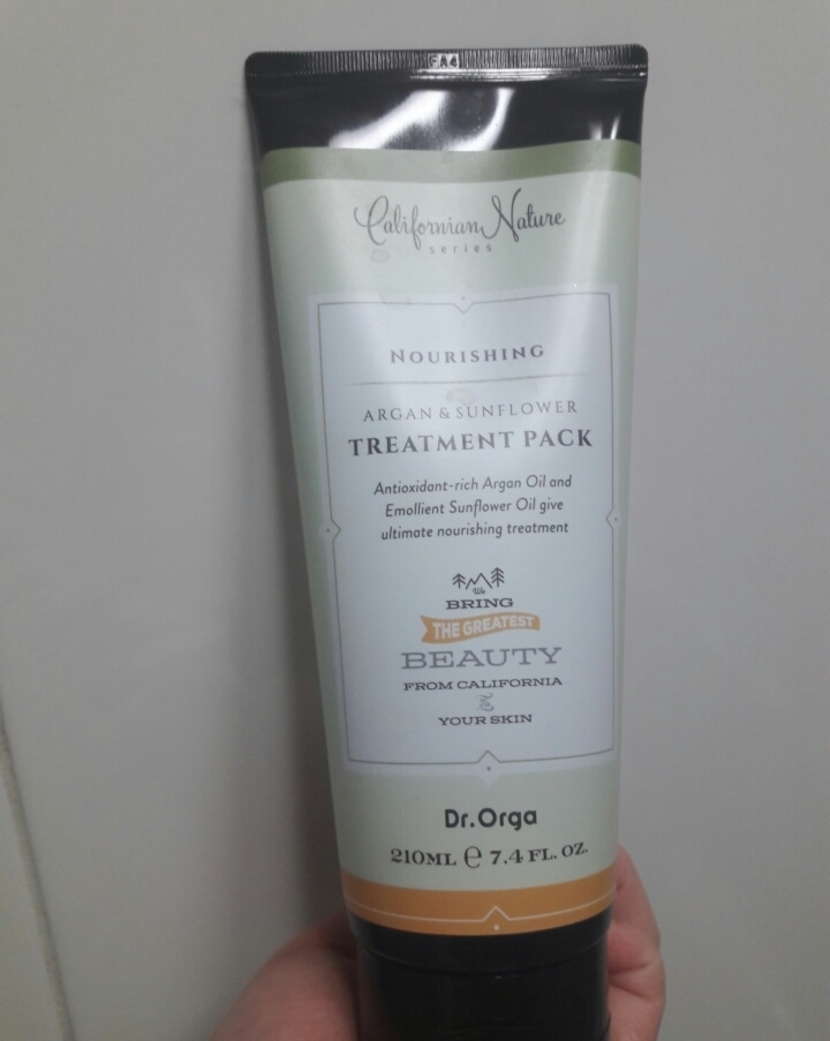 FA4
Californian Nature
series
NOURISHING
ARGAN & SUNFLOWER
TREATMENT PACK
Antioxidant-rich Argan Oil and
Emollient Sunflower Oil give
ultimate nourishing treatment
We
BRING
THE GREATEST
BEAUTY
FROM CALIFORNIA
To
YOUR SKIN
Dr.Orga
210ML ℮ 7.4 FL. OZ.